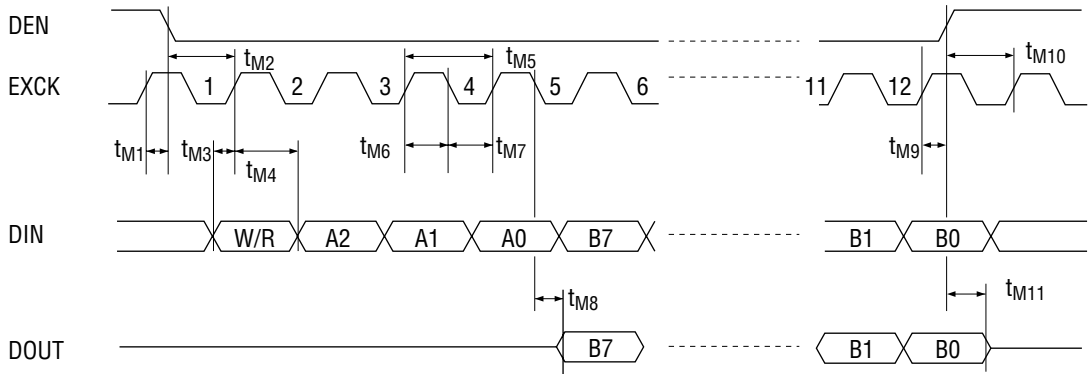 DEN
tM2 tM5 tM10
EXCK 1 2 3 4 5 6 11 12
tM1 tM3 tM4 tM6 tM7 tM9
DIN W/R A2 A1 A0 B7 B1 B0
tM8 tM11
DOUT B7 B1 B0